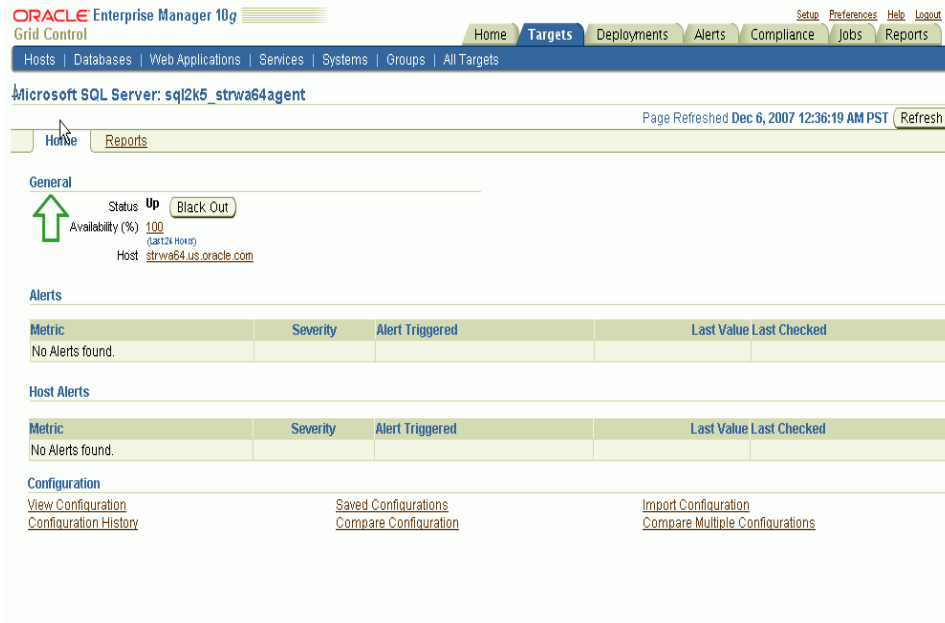 ORACLE Enterprise Manager 10g
Grid Control
Setup Preferences Help Logout
Home Targets Deployments Alerts Compliance Jobs Reports
Hosts | Databases | Web Applications | Services | Systems | Groups | All Targets
Microsoft SQL Server: sql2k5_strwa64agent
Page Refreshed Dec 6, 2007 12:36:19 AM PST Refresh
Home Reports
General
Status Up Black Out
Availability (%) 100
(Last 24 Hours)
Host strwa64.us.oracle.com
Alerts
Metric Severity Alert Triggered Last Value Last Checked
No Alerts found.
Host Alerts
Metric Severity Alert Triggered Last Value Last Checked
No Alerts found.
Configuration
View Configuration Saved Configurations Import Configuration
Configuration History Compare Configuration Compare Multiple Configurations